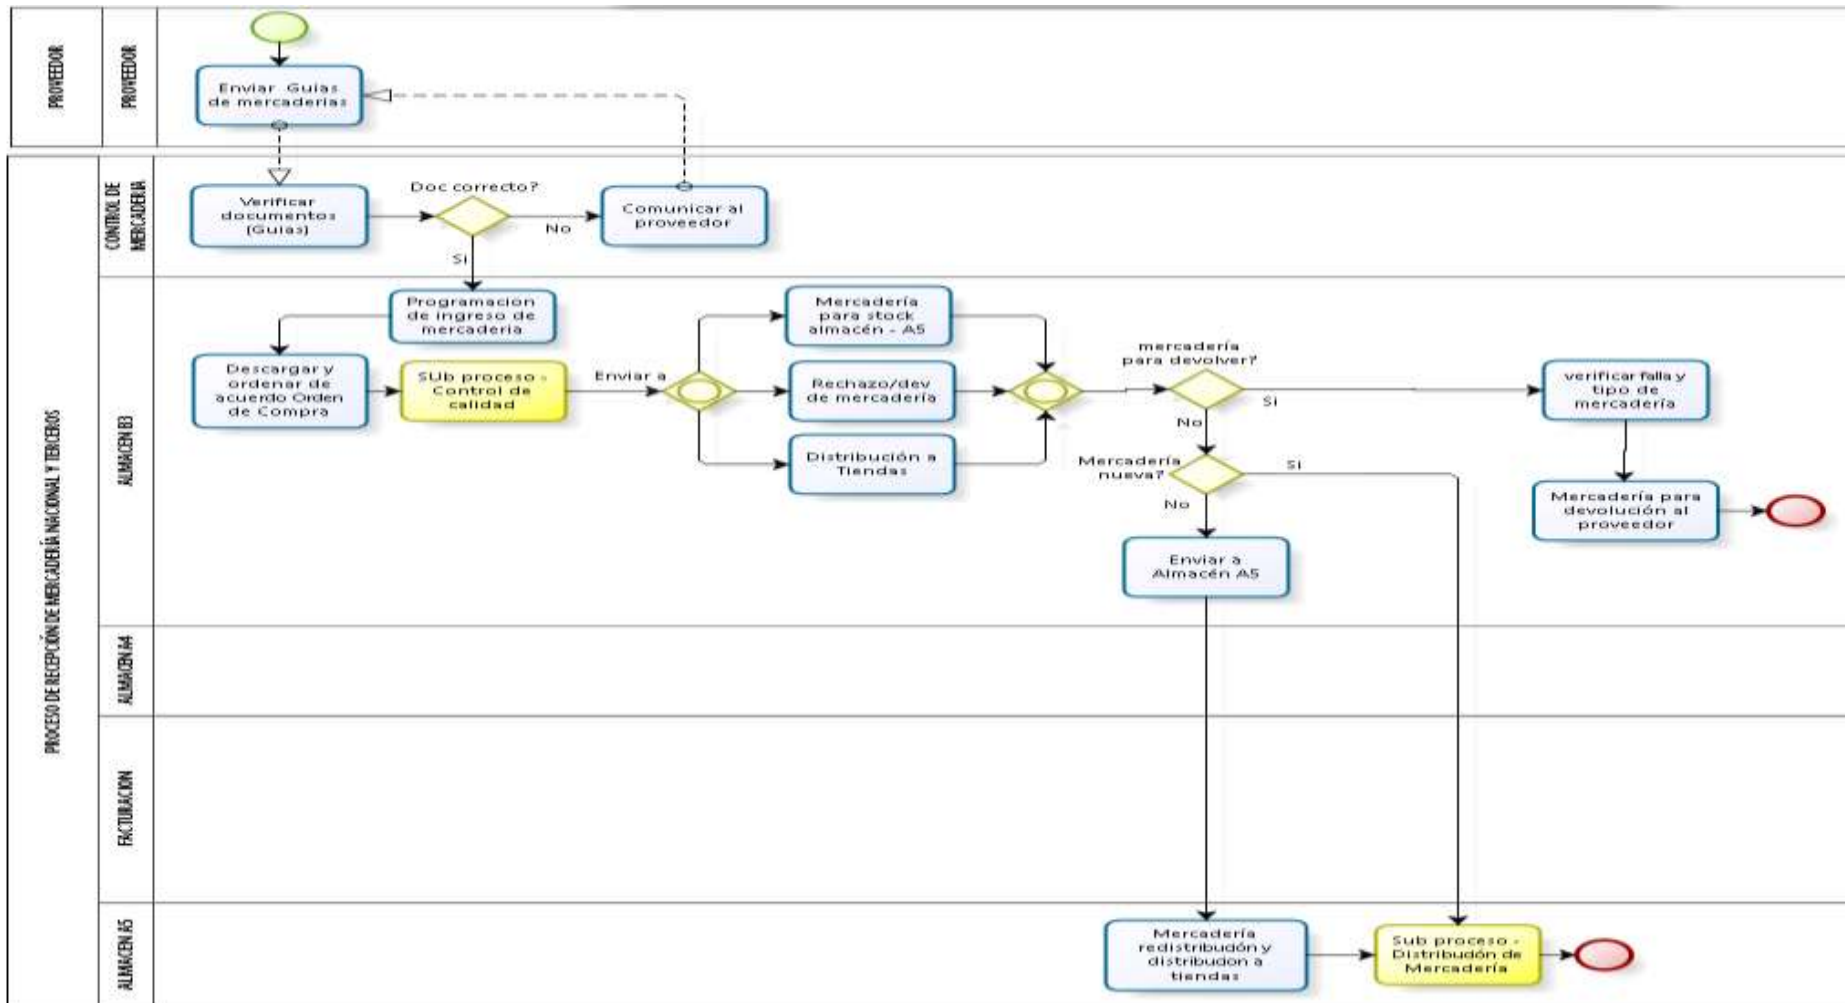 PROVEEDOR
PROVEEDOR
Enviar Guias
de mercaderias
PROCESO DE RECEPCIÓN DE MERCADERÍA NACIONAL Y TERCEROS
CONTROL DE
MERCADERIA
Verificar
documentos
(Guias)
Doc correcto?
No
Si
Comunicar al
proveedor
ALMACEN B3
Programacion
de ingreso de
mercaderia
Descargar y
ordenar de
acuerdo Orden
de Compra
SUb proceso -
Control de
calidad
Enviar a
Mercadería
para stock
almacén - A5
Rechazo/dev
de mercadería
Distribución a
Tiendas
mercadería
para devolver?
Si
No
verificar falla y
tipo de
mercadería
Mercadería
nueva?
Si
No
Mercadería para
devolución al
proveedor
Enviar a
Almacén A5
ALMACEN A4
FACTURACION
ALMACEN A5
Mercadería
redistribución y
distribucion a
tiendas
Sub proceso -
Distribución de
Mercadería